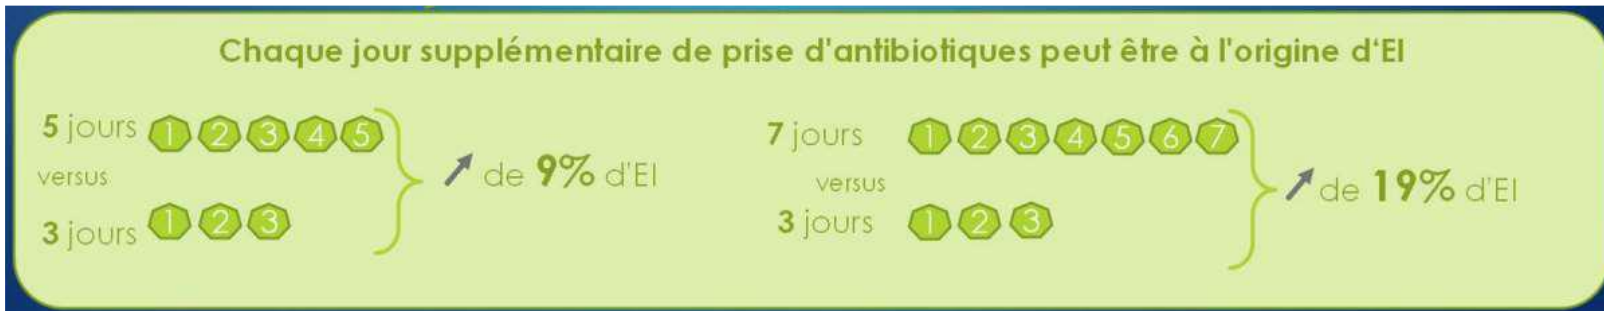 Chaque jour supplémentaire de prise d'antibiotiques peut être à l'origine d'EI
5 jours 1 2 3 4 5
versus
3 jours 1 2 3
↗ de 9% d'EI
7 jours 1 2 3 4 5 6 7
versus
3 jours 1 2 3
↗ de 19% d'EI